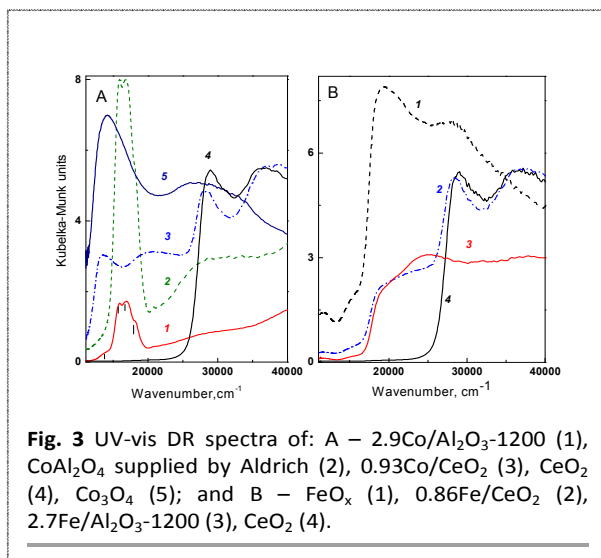 A
B
8
4
0
Kubelka-Munk units
5
4
3
2
1
20000 30000 40000
Wavenumber,cm⁻¹
6
3
0
1
2
3
4
20000 30000 40000
Wavenumber, cm⁻¹
Fig. 3 UV-vis DR spectra of: A – 2.9Co/Al₂O₃-1200 (1),
CoAl₂O₄ supplied by Aldrich (2), 0.93Co/CeO₂ (3), CeO₂
(4), Co₃O₄ (5); and B – FeOₓ (1), 0.86Fe/CeO₂ (2),
2.7Fe/Al₂O₃-1200 (3), CeO₂ (4).